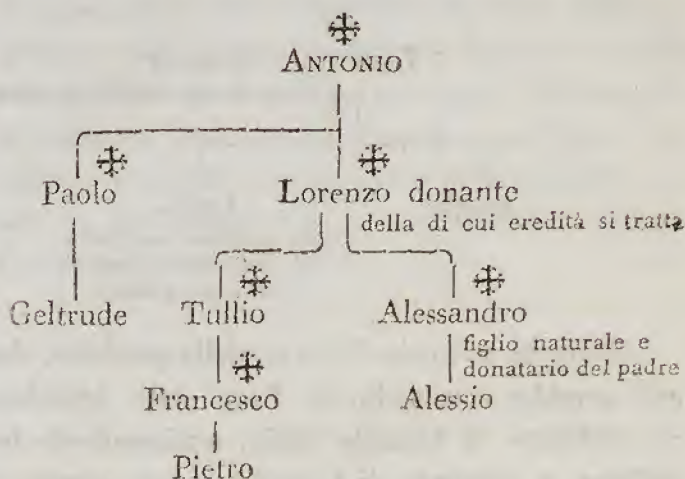 ANTONIO
Paolo Lorenzo donante
della di cui eredità si tratta
Geltrude Tullio Alessandro
figlio naturale e
donatario del padre
Francesco Alessio
Pietro